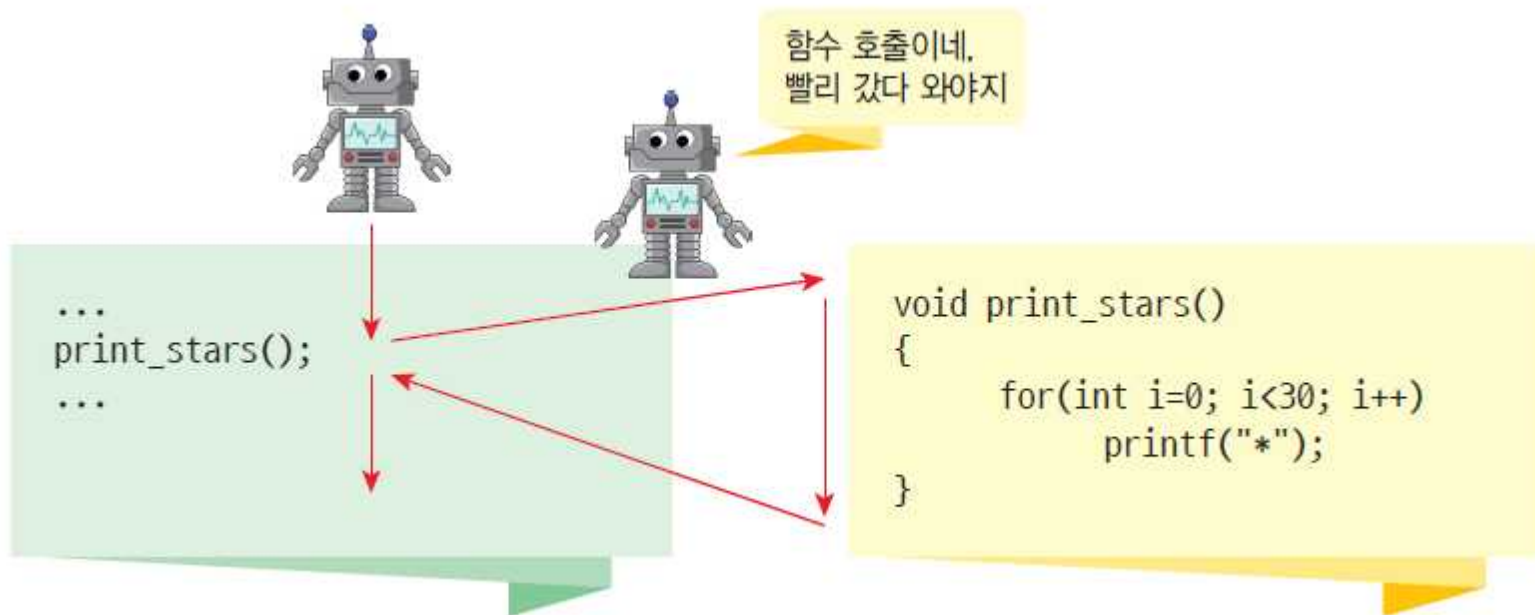 함수 호출이네,
빨리 갔다 와야지
...
print_stars();
...
void print_stars()
{
for(int i=0; i<30; i++)
printf("*");
}